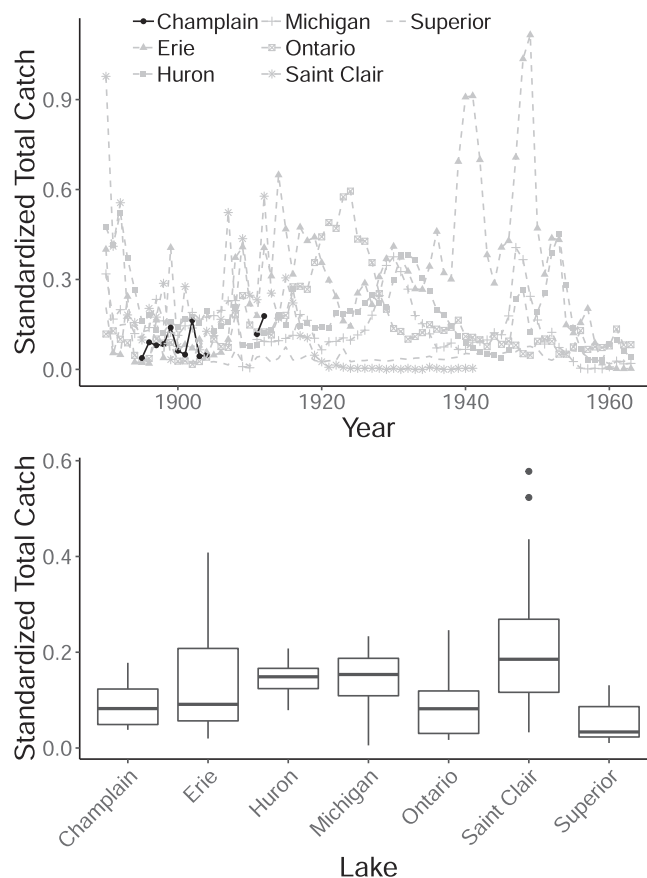 Champlain Michigan Superior
Erie Ontario
Huron Saint Clair
Standardized Total Catch
0.9
0.6
0.3
0.0
1900 1920 1940 1960
Year
Standardized Total Catch
0.6
0.4
0.2
0.0
Champlain Erie Huron Michigan Ontario Saint Clair Superior
Lake